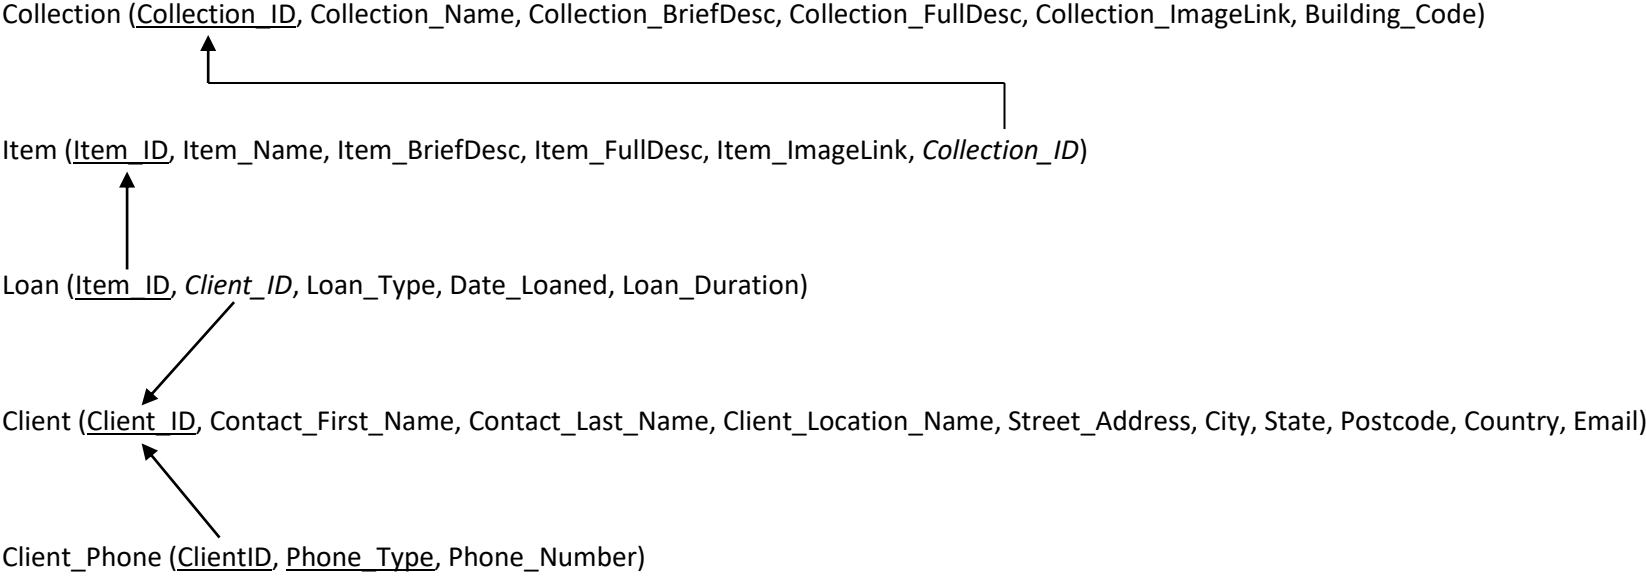 Collection (Collection_ID, Collection_Name, Collection_BriefDesc, Collection_FullDesc, Collection_ImageLink, Building_Code)
Item (Item_ID, Item_Name, Item_BriefDesc, Item_FullDesc, Item_ImageLink, Collection_ID)
Loan (Item_ID, Client_ID, Loan_Type, Date_Loaned, Loan_Duration)
Client (Client_ID, Contact_First_Name, Contact_Last_Name, Client_Location_Name, Street_Address, City, State, Postcode, Country, Email)
Client_Phone (ClientID, Phone_Type, Phone_Number)